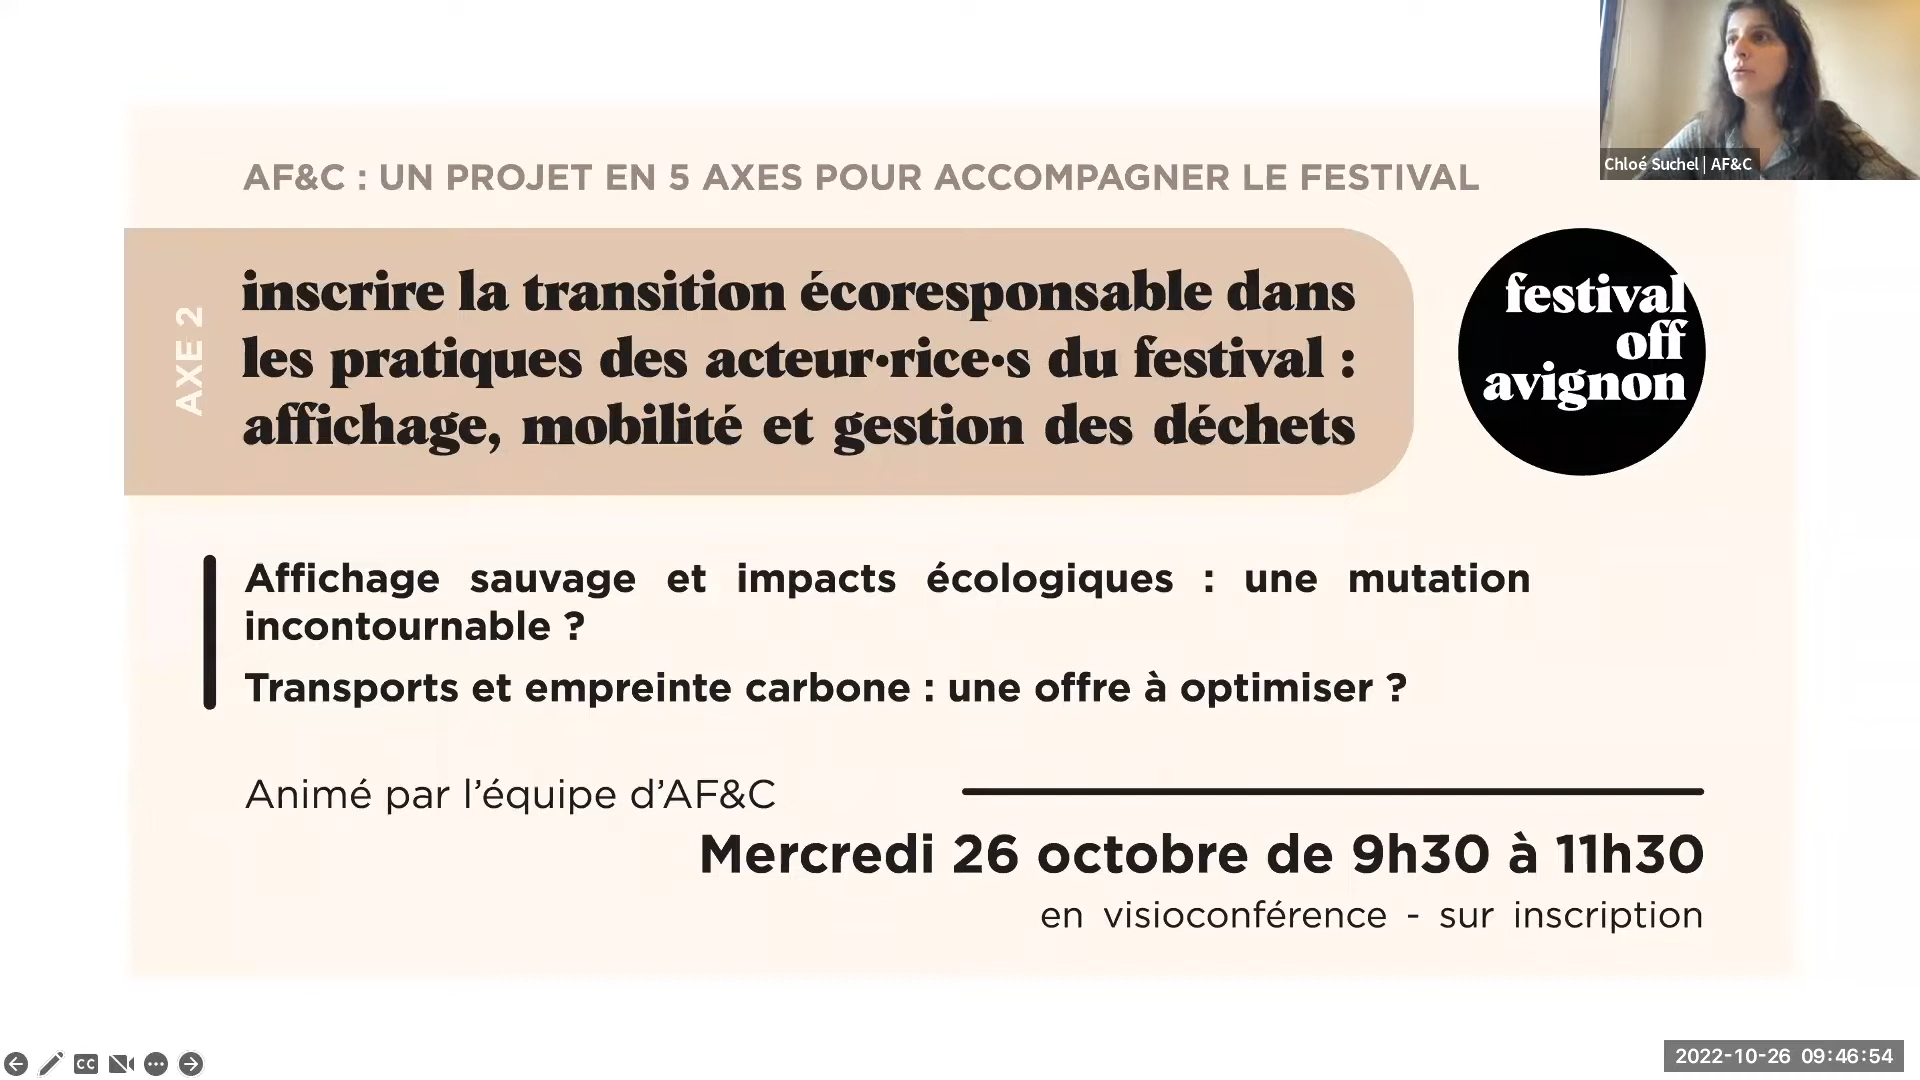 Chloé Suchel | AF&C
AF&C : UN PROJET EN 5 AXES POUR ACCOMPAGNER LE FESTIVAL
AXE 2
inscrire la transition écoresponsable dans
les pratiques des acteur·rice·s du festival :
affichage, mobilité et gestion des déchets
festival
off
avignon
Affichage sauvage et impacts écologiques : une mutation
incontournable ?
Transports et empreinte carbone : une offre à optimiser ?
Animé par l’équipe d’AF&C
Mercredi 26 octobre de 9h30 à 11h30
en visioconférence - sur inscription
CC
2022-10-26 09:46:54